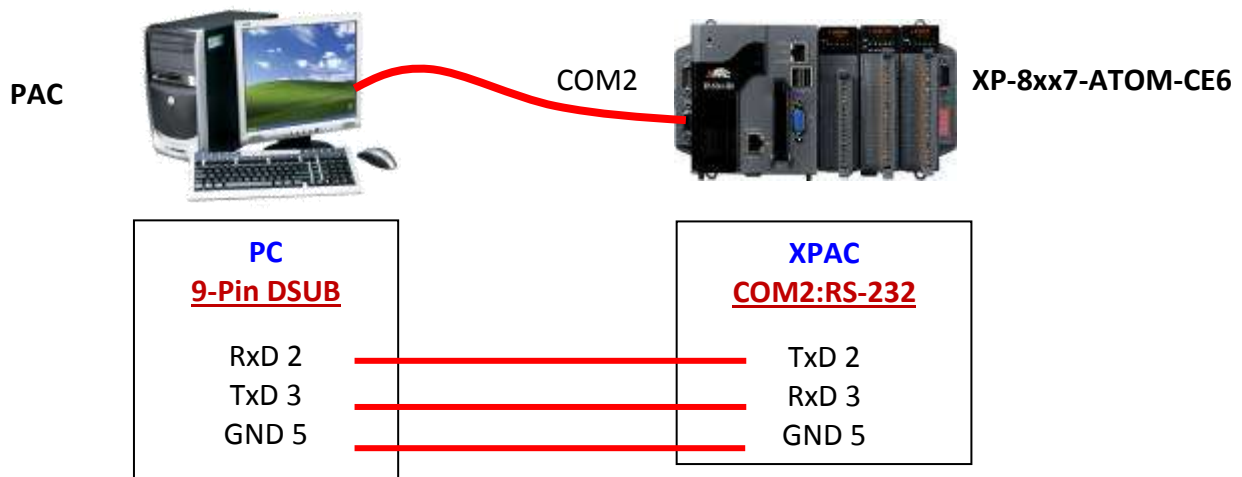 COM2
PAC
XP-8xx7-ATOM-CE6
PC
9-Pin DSUB
RxD 2
TxD 3
GND 5
XPAC
COM2:RS-232
TxD 2
RxD 3
GND 5